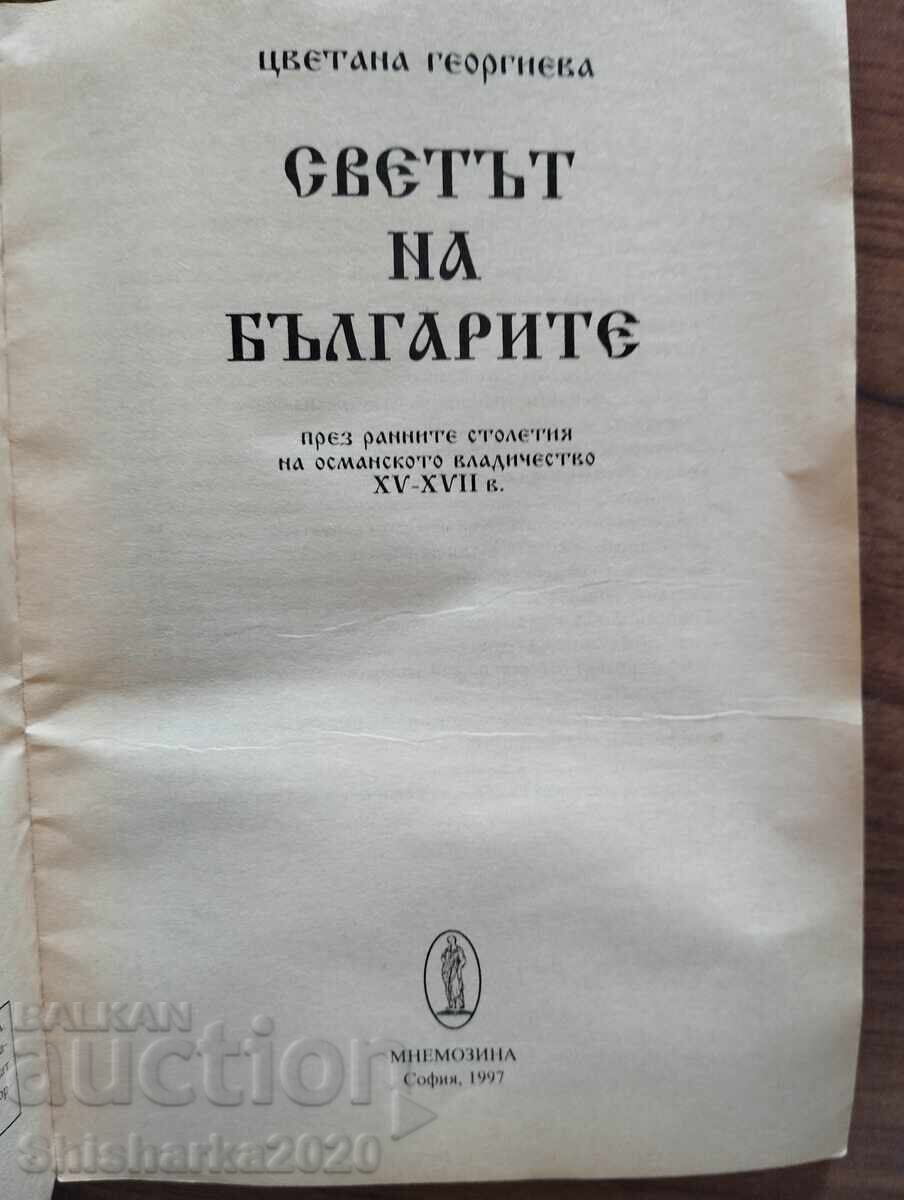 ЦВЕТАНА ГЕОРГИЕВА
СВЕТЪТ
НА
БЪЛГАРИТЕ
ПРЕЗ РАННИТЕ СТОЛЕТИЯ
НА ОСМАНСКОТО ВЛАДИЧЕСТВО
XV-XVII в.
МНЕМОЗИНА
София, 1997
BALKAN
auction
Shisharka2020